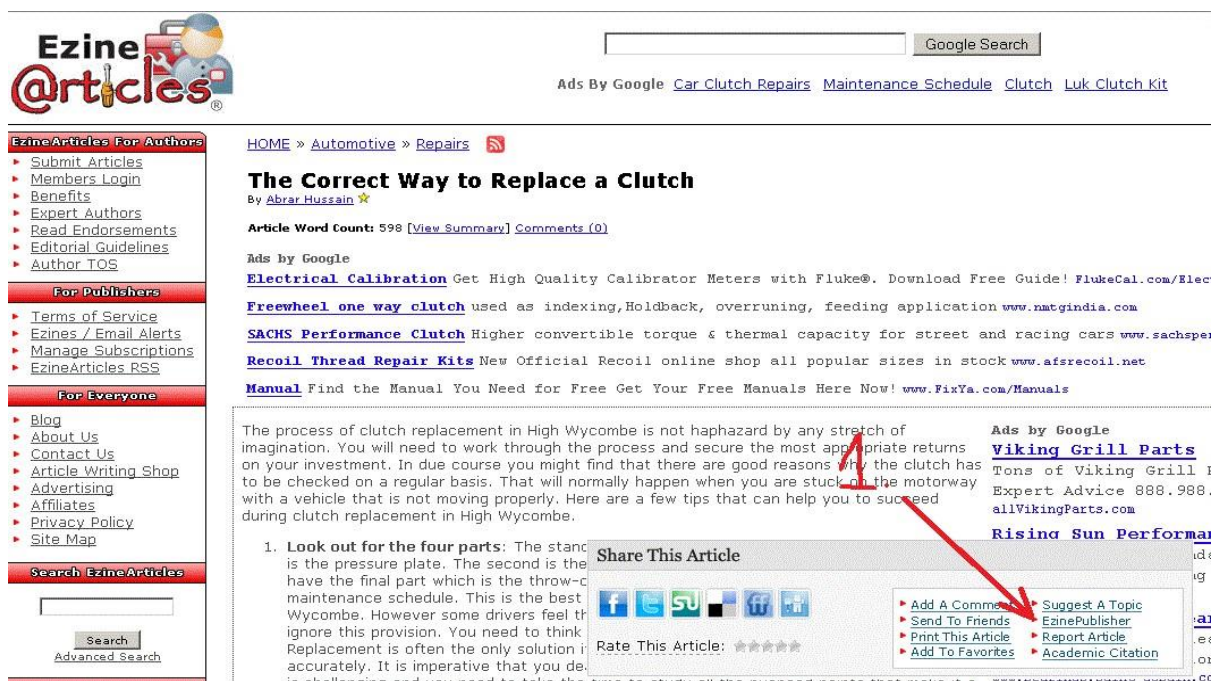 Ezine
@rticles®
Google Search
Ads By Google Car Clutch Repairs Maintenance Schedule Clutch Luk Clutch Kit
EzineArticles For Authors
Submit Articles
Members Login
Benefits
Expert Authors
Read Endorsements
Editorial Guidelines
Author TOS
For Publishers
Terms of Service
Ezines / Email Alerts
Manage Subscriptions
EzineArticles RSS
For Everyone
Blog
About Us
Contact Us
Article Writing Shop
Advertising
Affiliates
Privacy Policy
Site Map
Search EzineArticles
Search
Advanced Search
HOME » Automotive » Repairs
The Correct Way to Replace a Clutch
By Abrar Hussain
Article Word Count: 598 [View Summary] Comments (0)
Ads by Google
Electrical Calibration Get High Quality Calibrator Meters with Fluke®. Download Free Guide! FlukeCal.com/Elec
Freewheel one way clutch used as indexing,Holdback, overruning, feeding application www.nmtgindia.com
SACHS Performance Clutch Higher convertible torque & thermal capacity for street and racing cars www.sachsper
Recoil Thread Repair Kits New Official Recoil online shop all popular sizes in stock www.afsrecoil.net
Manual Find the Manual You Need for Free Get Your Free Manuals Here Now! www.FixYa.com/Manuals
The process of clutch replacement in High Wycombe is not haphazard by any stretch of
imagination. You will need to work through the process and secure the most appropriate returns
on your investment. In due course you might find that there are good reasons why the clutch has
to be checked on a regular basis. That will normally happen when you are stuck on the motorway
with a vehicle that is not moving properly. Here are a few tips that can help you to succeed
during clutch replacement in High Wycombe.
1. Look out for the four parts: The stand
is the pressure plate. The second is the
have the final part which is the throw-
maintenance schedule. This is the best
Wycombe. However some drivers feel th
ignore this provision. You need to think
Replacement is often the only solution
accurately. It is imperative that you de
Ads by Google
Viking Grill Parts
Tons of Viking Grill
Expert Advice 888.988.
allVikingParts.com
Rising Sun Performa
1.
Share This Article
Rate This Article:
Add A Comment
Send To Friends
Print This Article
Add To Favorites
Suggest A Topic
EzinePublisher
Report Article
Academic Citation